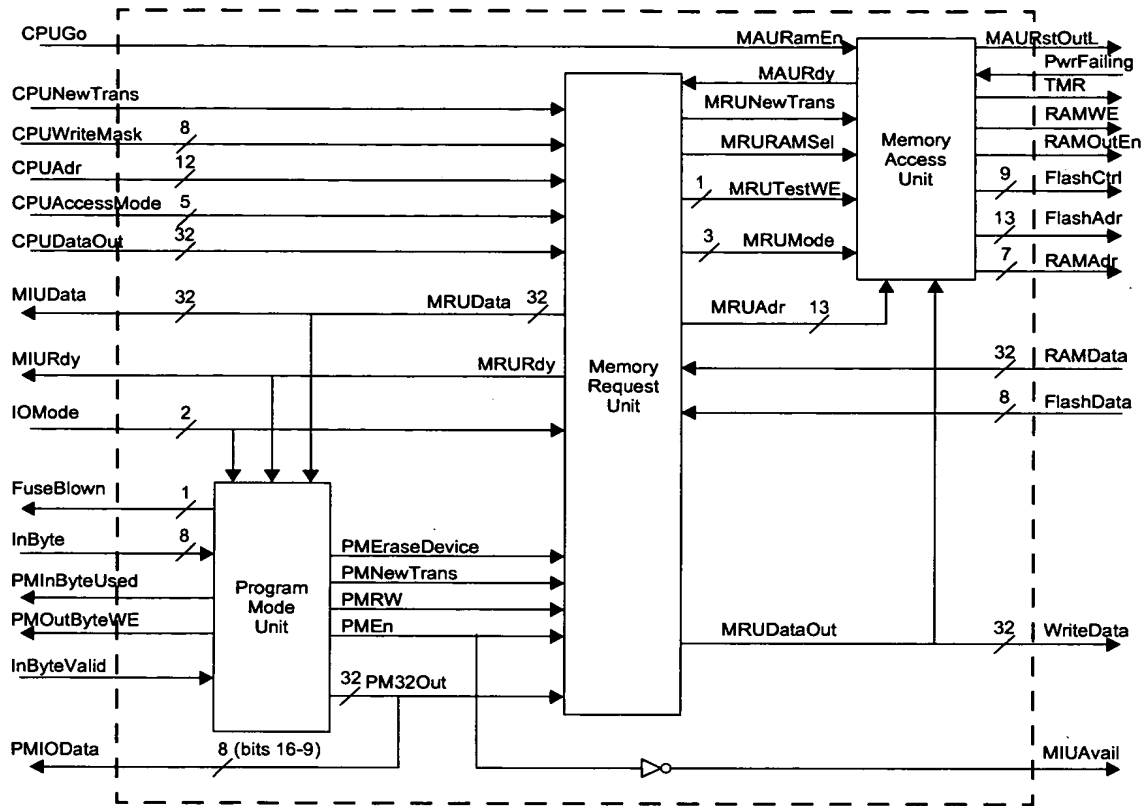 CPUGo
MAURamEn
MAURstOutL
PwrFailing
MAURdy
TMR
CPUNewTrans
MRUNewTrans
RAMWE
CPUWriteMask
8
MRURAMSel
RAMOutEn
Memory
Access
Unit
CPUAdr
12
9
FlashCtrl
1
MRUTestWE
CPUAccessMode
5
13
FlashAdr
CPUDataOut
32
3
MRUMode
7
RAMAdr
MIUData
32
MRUData
32
MRUAdr
13
MIURdy
MRURdy
Memory
Request
Unit
32
RAMData
IOMode
2
8
FlashData
FuseBlown
1
InByte
8
PMEraseDevice
PMInByteUsed
PMNewTrans
Program
Mode
Unit
PMRW
PMOutByteWE
PMEn
MRUDataOut
32
WriteData
InByteValid
32
PM32Out
PMIOData
8 (bits 16-9)
MIUAvail